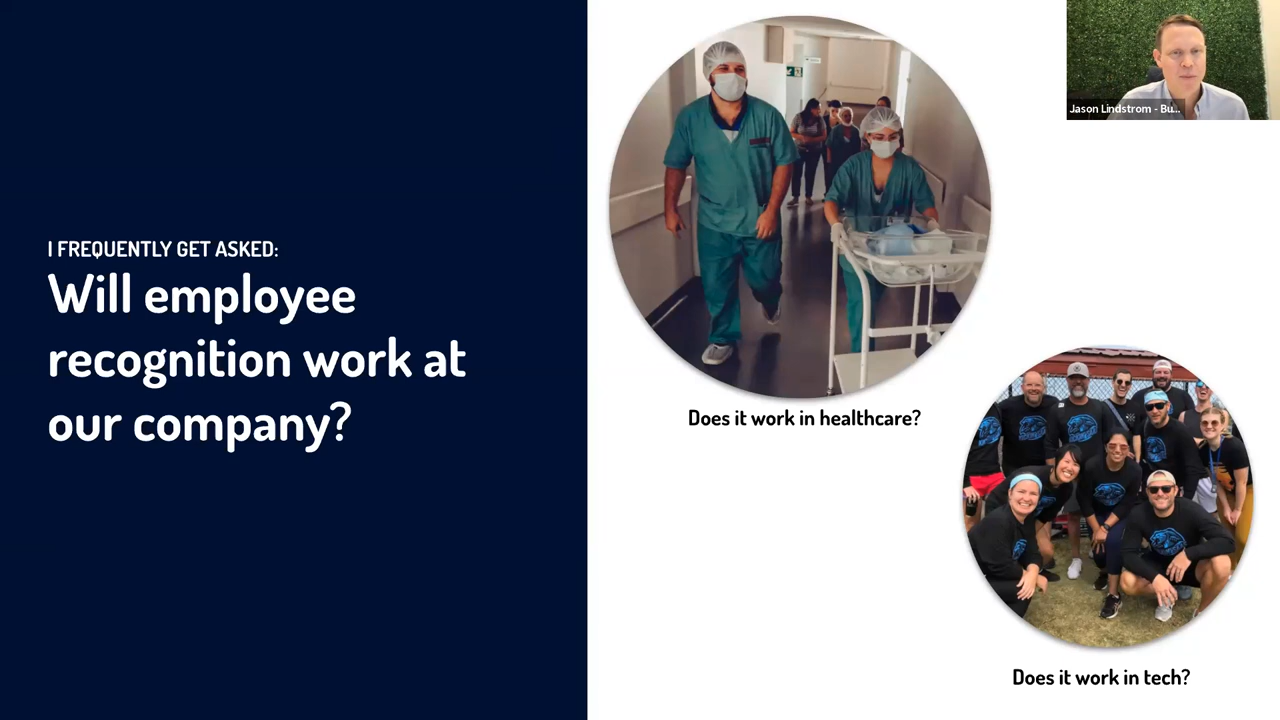 I FREQUENTLY GET ASKED:
Will employee
recognition work at
our company?
Does it work in healthcare?
Does it work in tech?
Jason Lindstrom - Bu...